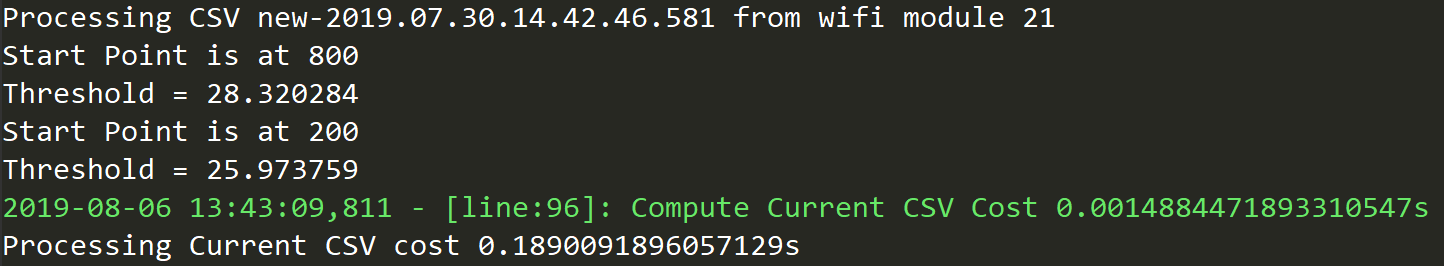 Processing CSV new-2019.07.30.14.42.46.581 from wifi module 21
Start Point is at 800
Threshold = 28.320284
Start Point is at 200
Threshold = 25.973759
2019-08-06 13:43:09,811 - [line:96]: Compute Current CSV Cost 0.0014884471893310547s
Processing Current CSV cost 0.1890091896057129s